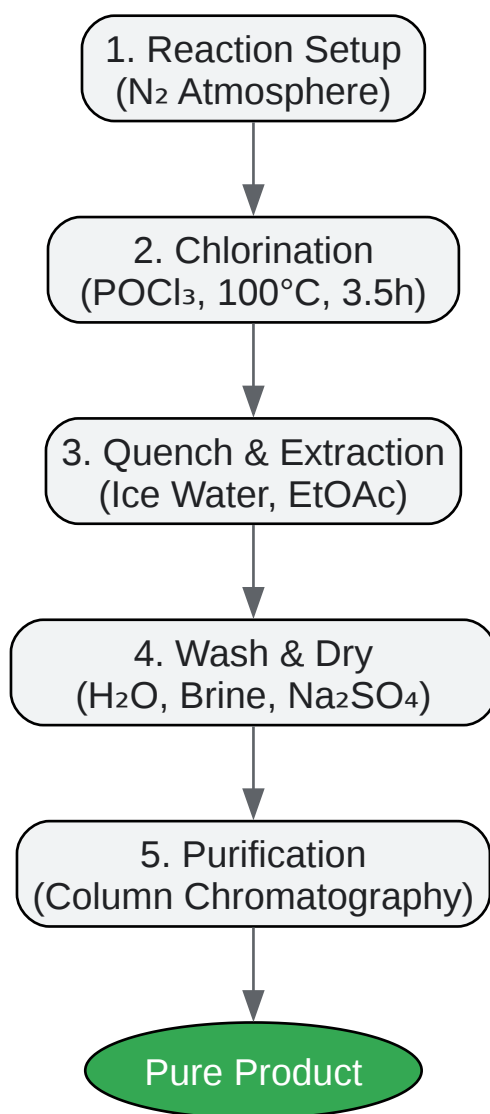 1. Reaction Setup
(N₂ Atmosphere)
2. Chlorination
(POCl₃, 100°C, 3.5h)
3. Quench & Extraction
(Ice Water, EtOAc)
4. Wash & Dry
(H₂O, Brine, Na₂SO₄)
5. Purification
(Column Chromatography)
Pure Product